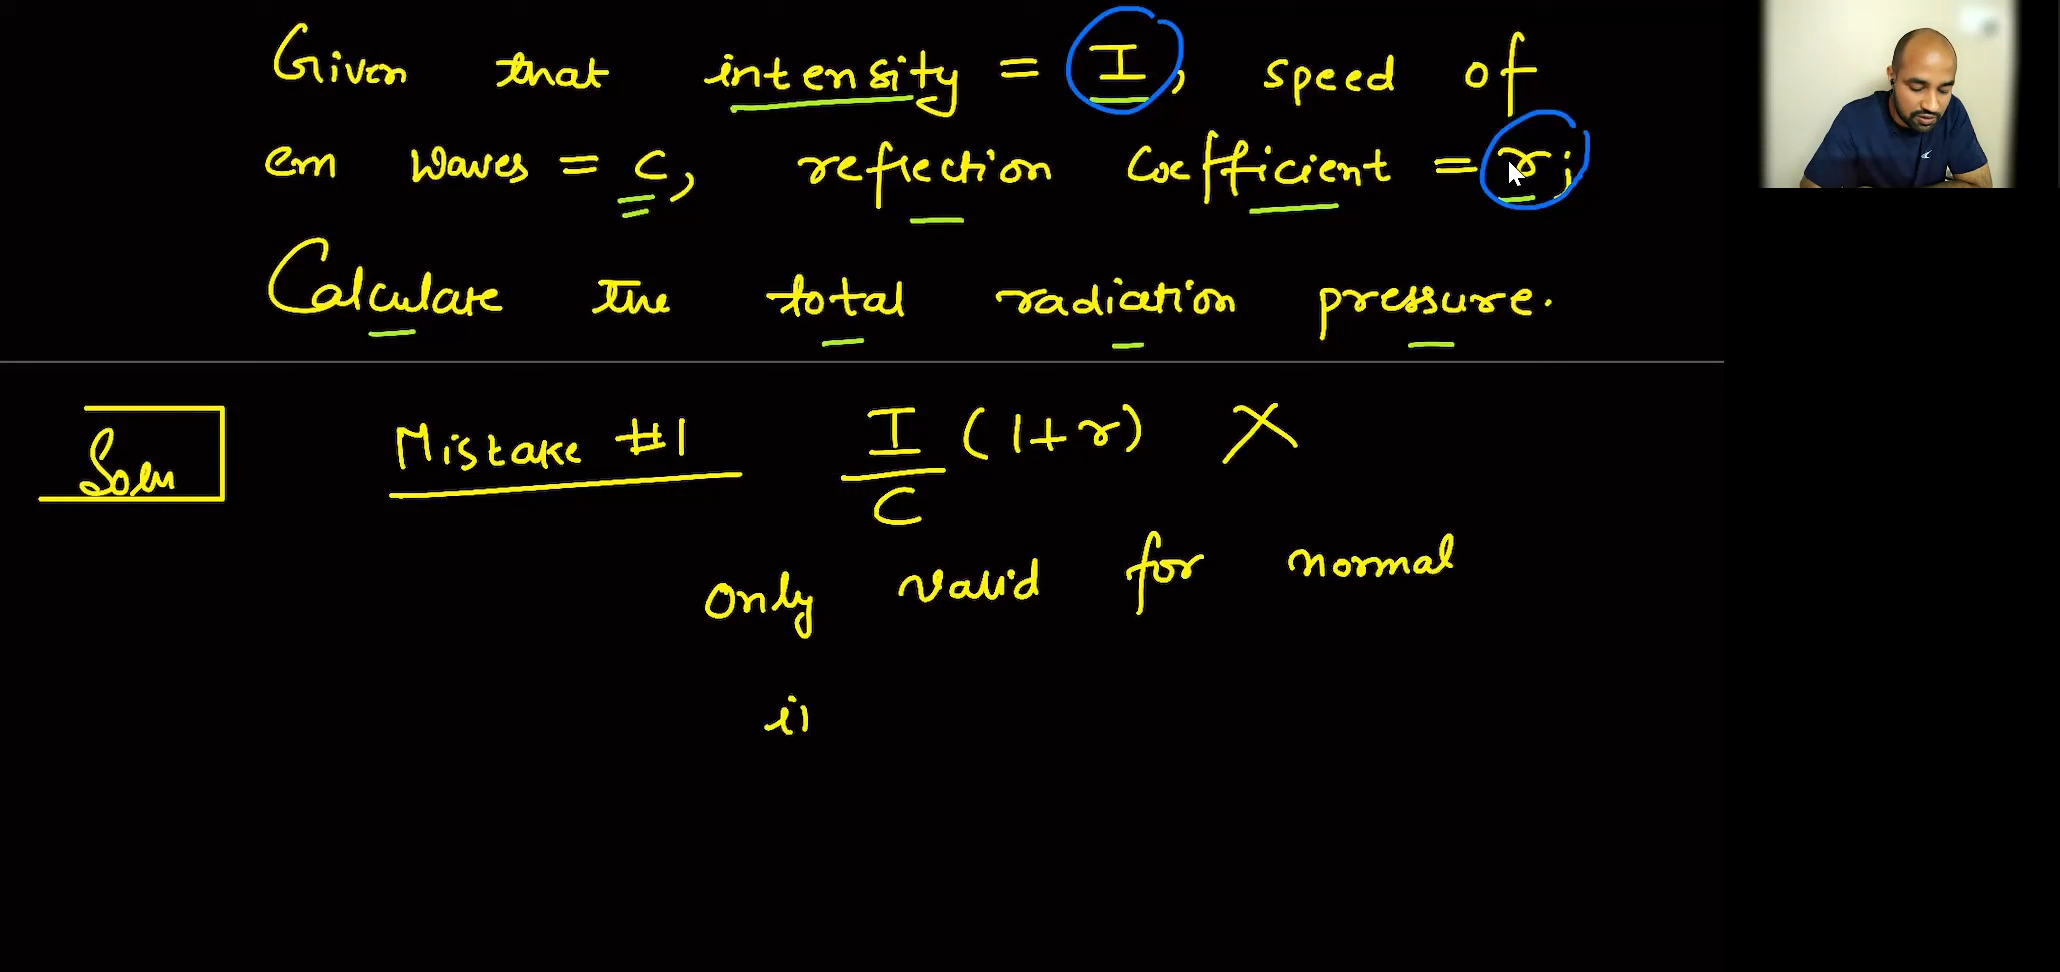 Given that intensity = I, speed of
em waves = c, reflection coefficient = r;
Calculate the total radiation pressure.
Soln Mistake #1 I/C (1+r) X
only valid for normal